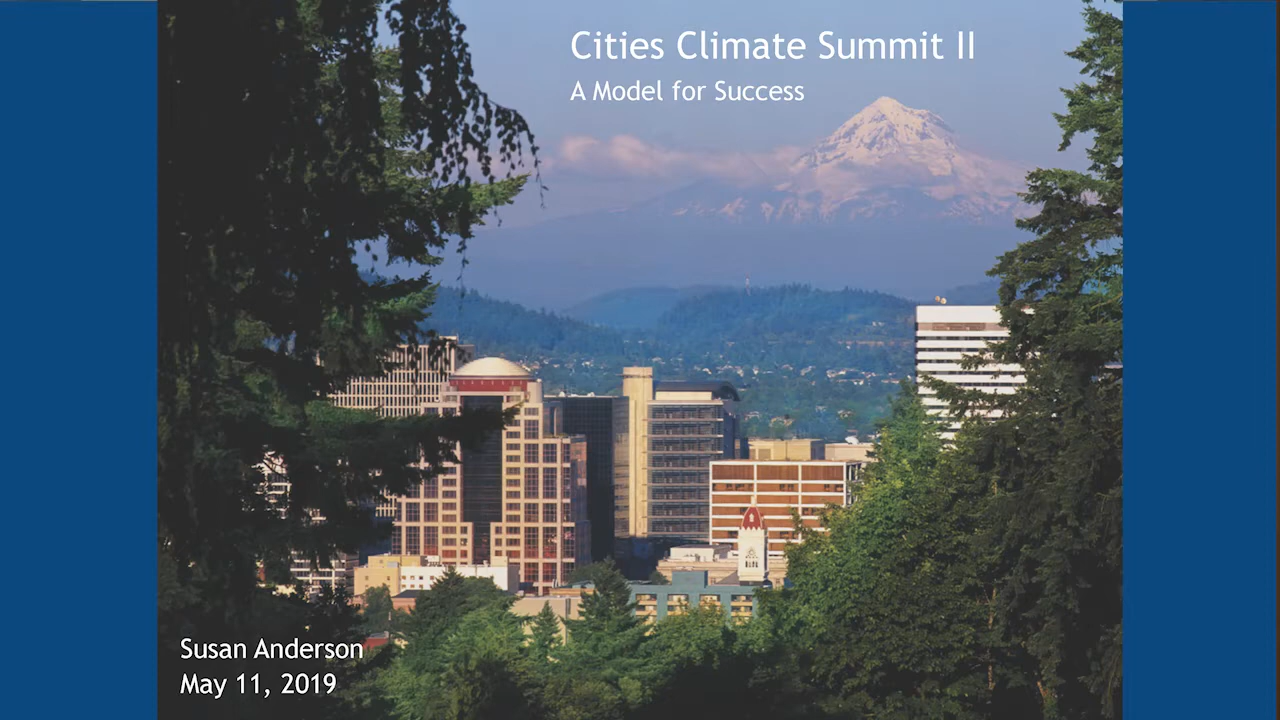 Cities Climate Summit II
A Model for Success
Susan Anderson
May 11, 2019